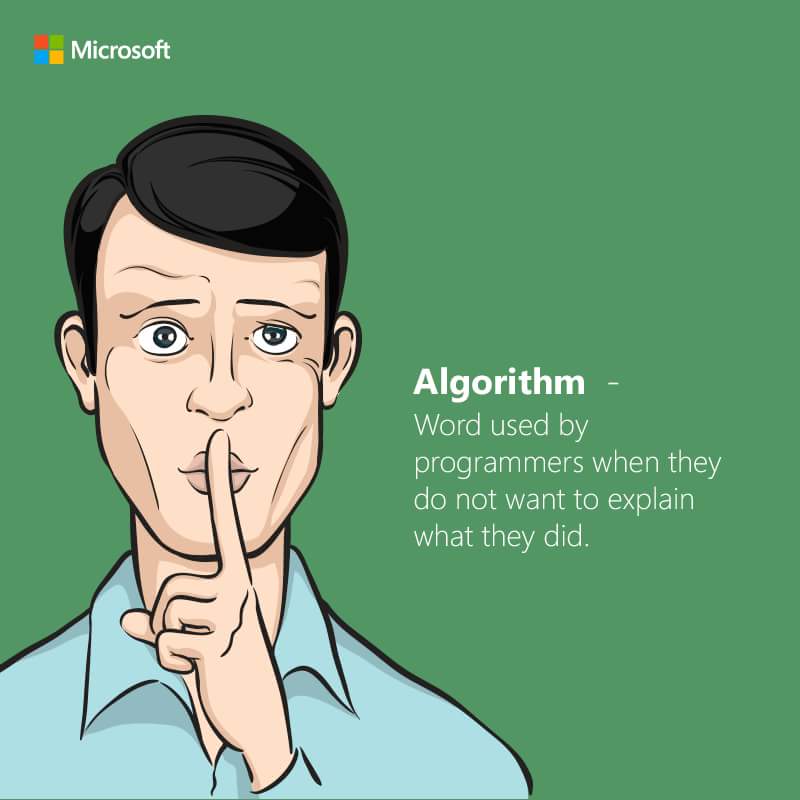 Microsoft
Algorithm -
Word used by
programmers when they
do not want to explain
what they did.